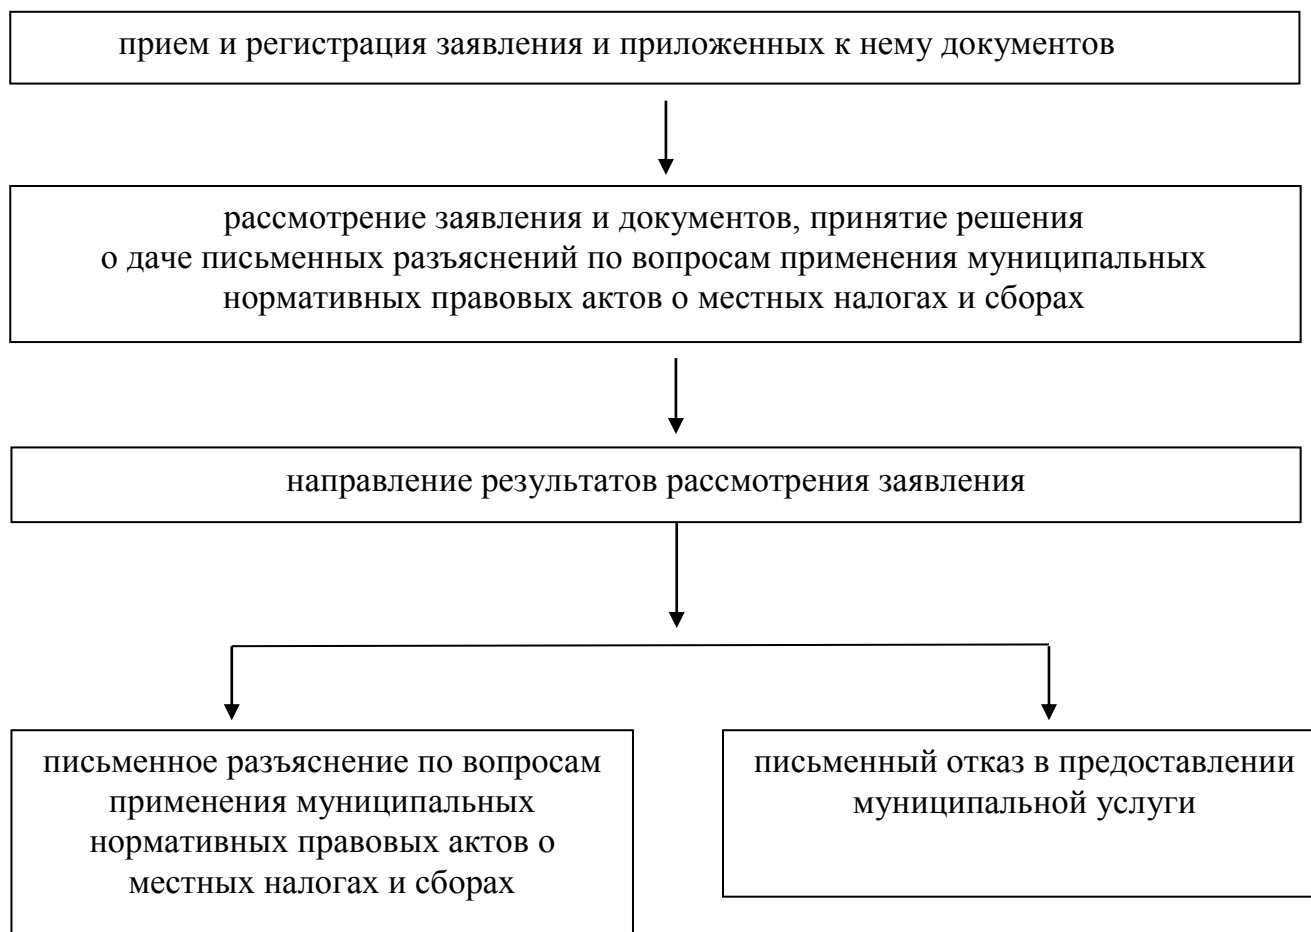 прием и регистрация заявления и приложенных к нему документов
рассмотрение заявления и документов, принятие решения
о даче письменных разъяснений по вопросам применения муниципальных
нормативных правовых актов о местных налогах и сборах
направление результатов рассмотрения заявления
письменное разъяснение по вопросам
применения муниципальных
нормативных правовых актов о
местных налогах и сборах
письменный отказ в предоставлении
муниципальной услуги